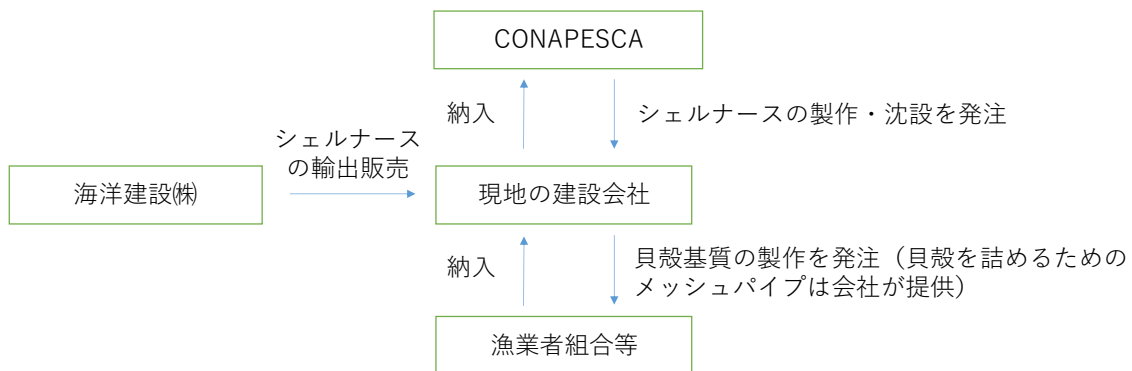 CONAPESCA
納入
シェルナースの製作・沈設を発注
シェルナース
の輸出販売
海洋建設㈱
現地の建設会社
納入
貝殻基質の製作を発注（貝殻を詰めるための
メッシュパイプは会社が提供）
漁業者組合等